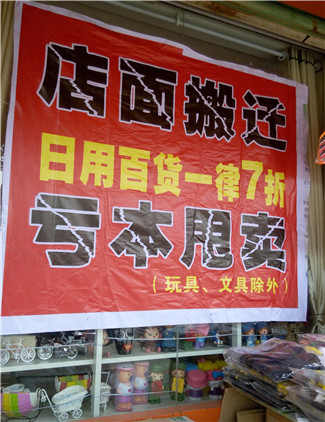 店面搬迁
日用百货一律7折
亏本甩卖
（玩具、文具除外）